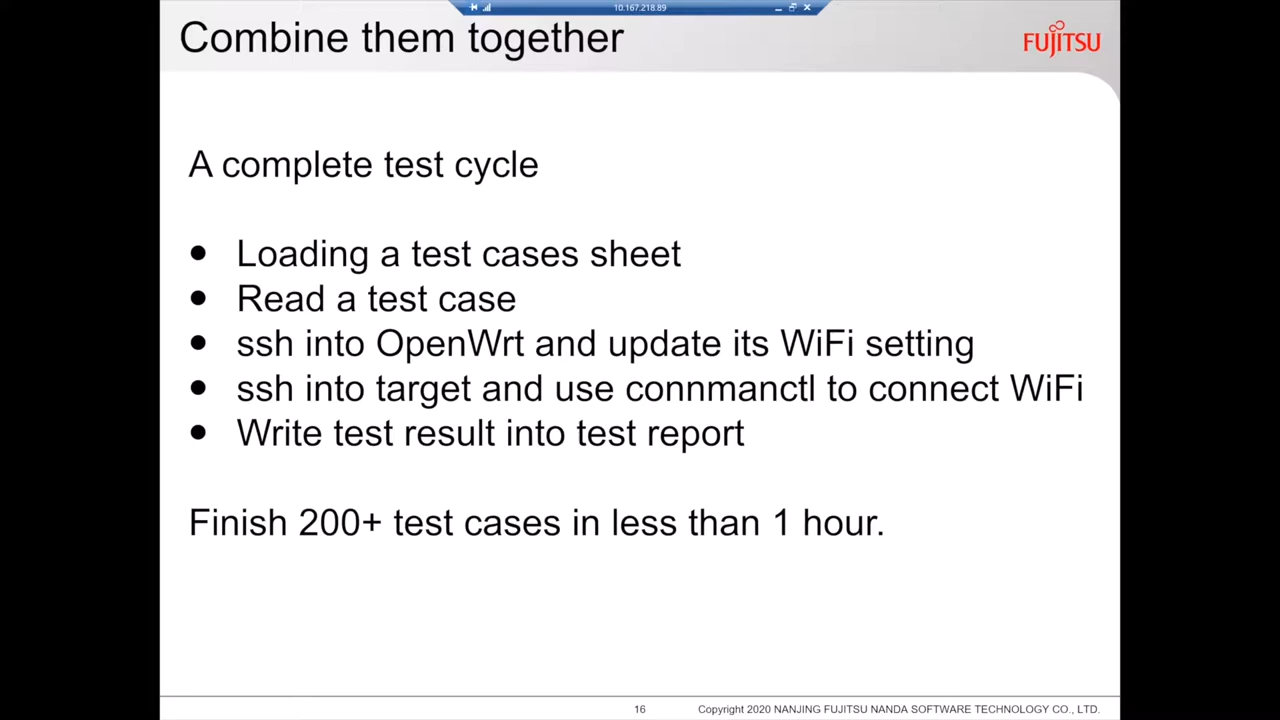 10.167.218.89
Combine them together
FUJITSU
A complete test cycle
● Loading a test cases sheet
● Read a test case
● ssh into OpenWrt and update its WiFi setting
● ssh into target and use connmanctl to connect WiFi
● Write test result into test report
Finish 200+ test cases in less than 1 hour.
16
Copyright 2020 NANJING FUJITSU NANDA SOFTWARE TECHNOLOGY CO., LTD.